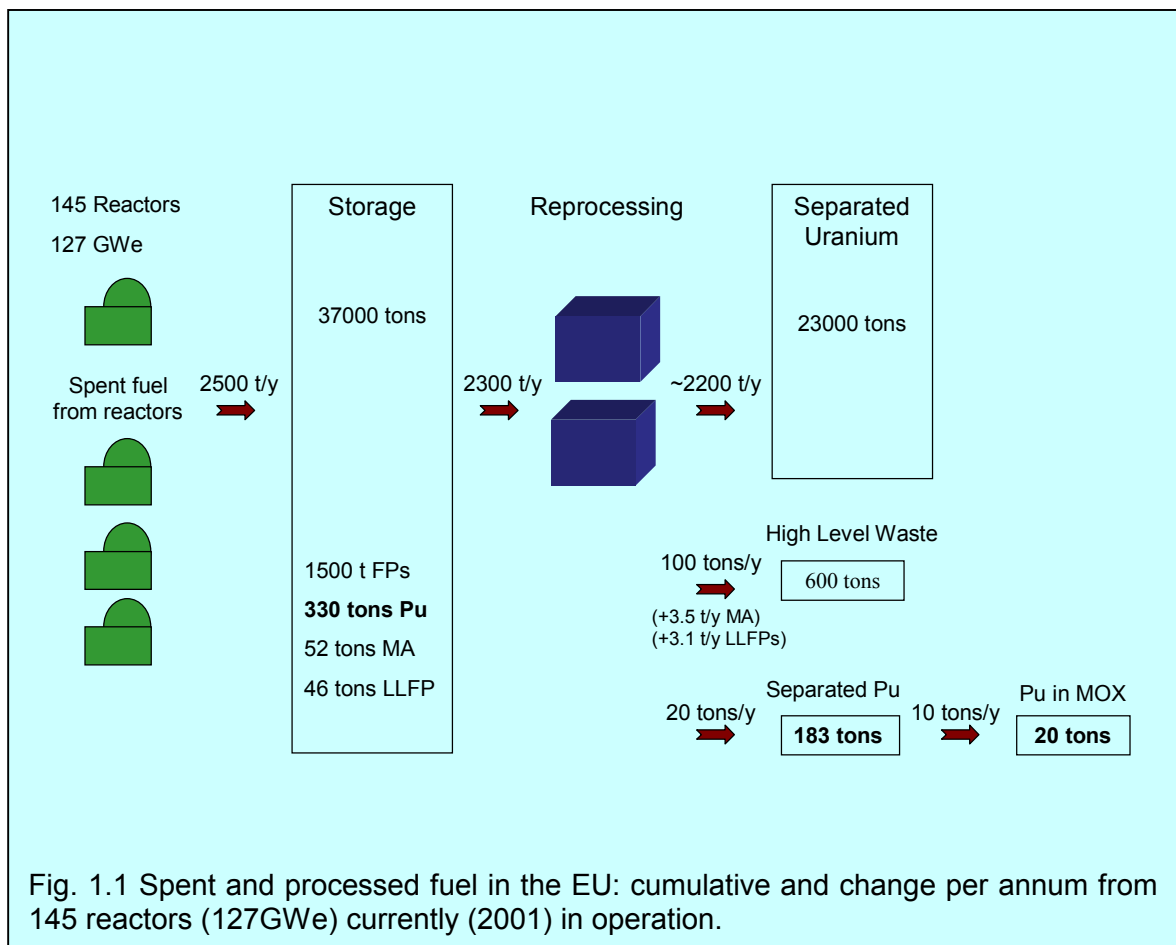 145 Reactors
127 GWe
Spent fuel
from reactors
2500 t/y
Storage
37000 tons
1500 t FPs
330 tons Pu
52 tons MA
46 tons LLFP
2300 t/y
Reprocessing
~2200 t/y
Separated
Uranium
23000 tons
High Level Waste
100 tons/y
600 tons
(+3.5 t/y MA)
(+3.1 t/y LLFPs)
Separated Pu
20 tons/y
183 tons
10 tons/y
Pu in MOX
20 tons
Fig. 1.1 Spent and processed fuel in the EU: cumulative and change per annum from
145 reactors (127GWe) currently (2001) in operation.